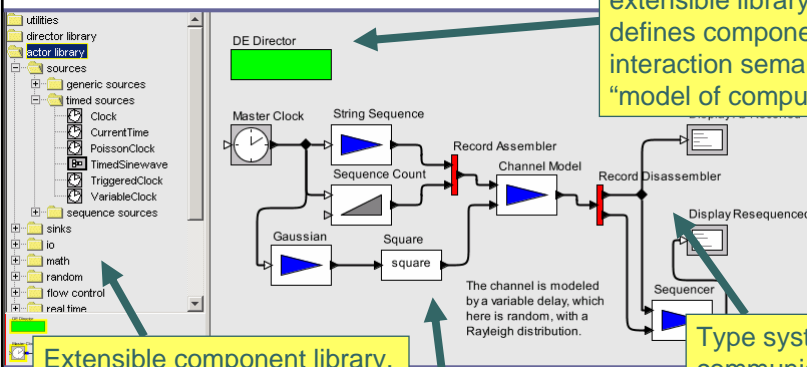 extensible library
defines compone
interaction sema
"model of compu
utilities
director library
actor library
sources
generic sources
timed sources
Clock
CurrentTime
PoissonClock
TimedSinewave
TriggeredClock
VariableClock
sequence sources
sinks
io
math
random
flow control
real time
DE Director
Master Clock
String Sequence
Sequence Count
Record Assembler
Channel Model
Record Disassembler
Display Resequenced
Gaussian
Square
square
The channel is modeled
by a variable delay, which
here is random, with a
Rayleigh distribution.
Sequencer
Extensible component library.
Type syst
communi